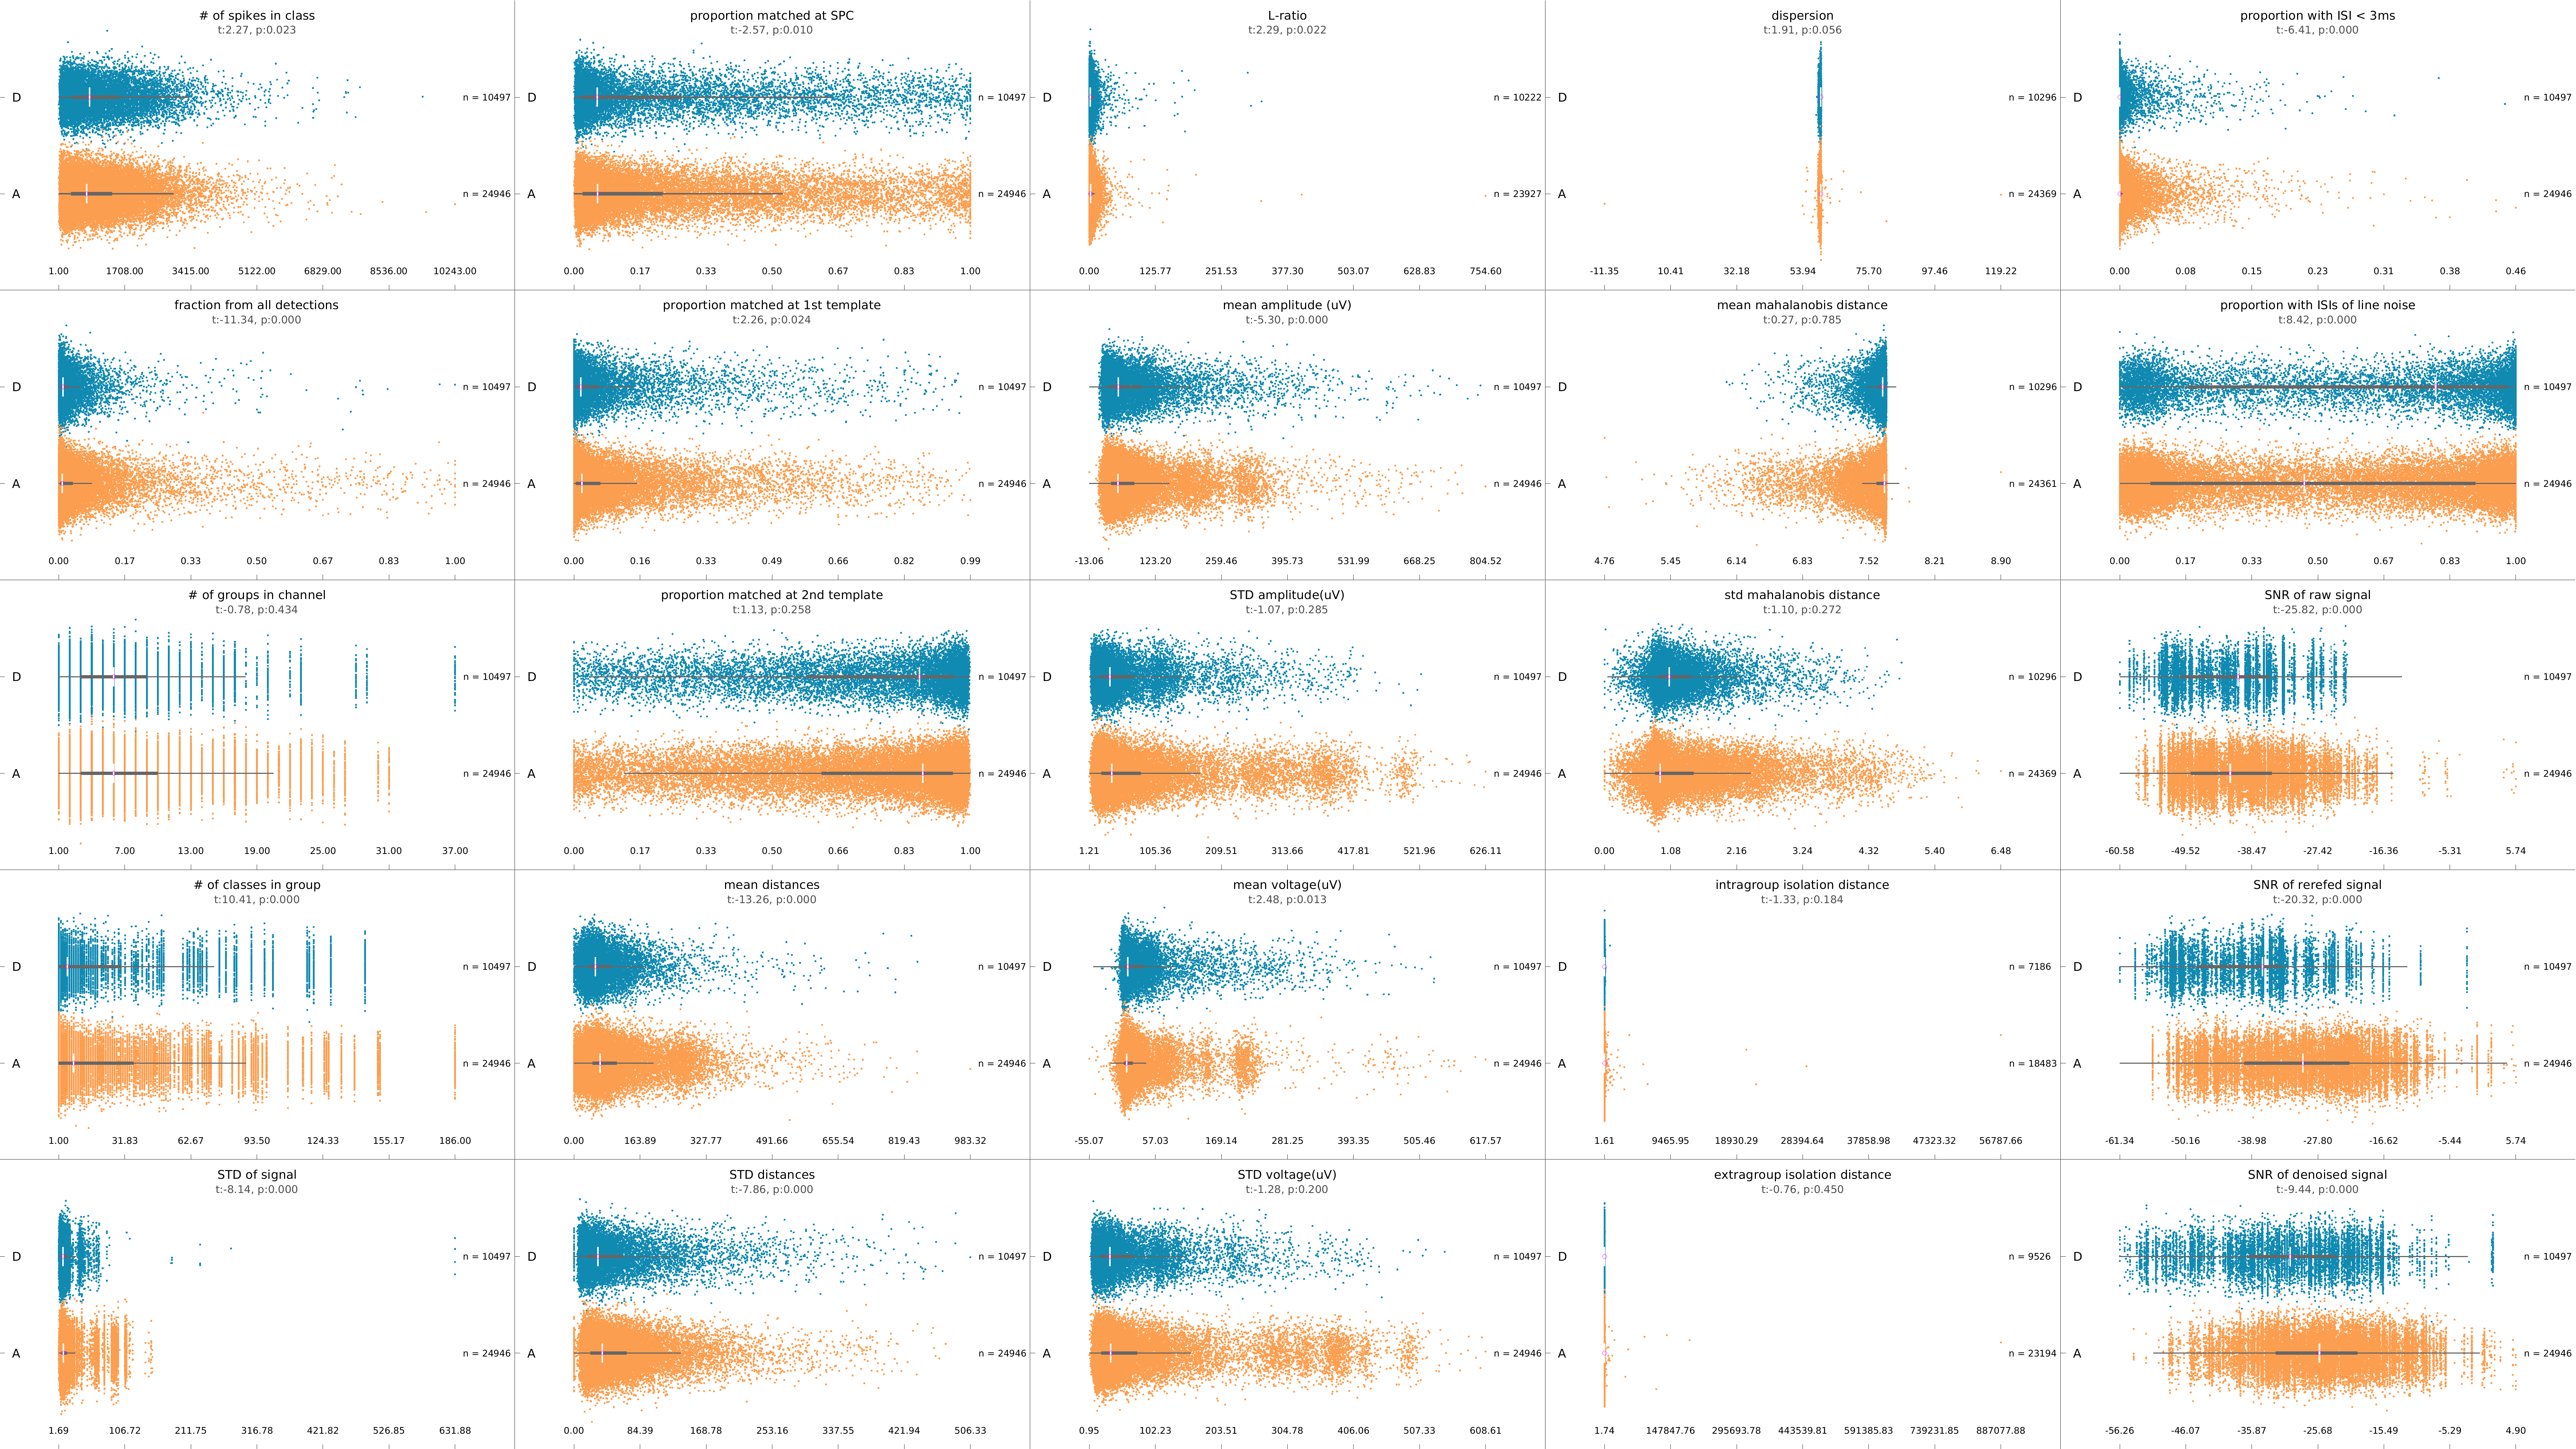 # of spikes in class
t:2.27, p:0.023
D
n = 10497
A
n = 24946
1.00 1708.00 3415.00 5122.00 6829.00 8536.00 10243.00
proportion matched at SPC
t:-2.57, p:0.010
D
n = 10497
A
n = 24946
0.00 0.17 0.33 0.50 0.67 0.83 1.00
L-ratio
t:2.29, p:0.022
D
n = 10222
A
n = 23927
0.00 125.77 251.53 377.30 503.07 628.83 754.60
dispersion
t:1.91, p:0.056
D
n = 10296
A
n = 24369
-11.35 10.41 32.18 53.94 75.70 97.46 119.22
proportion with ISI < 3ms
t:-6.41, p:0.000
D
n = 10497
A
n = 24946
0.00 0.08 0.15 0.23 0.31 0.38 0.46
fraction from all detections
t:-11.34, p:0.000
D
n = 10497
A
n = 24946
0.00 0.17 0.33 0.50 0.67 0.83 1.00
proportion matched at 1st template
t:2.26, p:0.024
D
n = 10497
A
n = 24946
0.00 0.16 0.33 0.49 0.66 0.82 0.99
mean amplitude (uV)
t:-5.30, p:0.000
D
n = 10497
A
n = 24946
-13.06 123.20 259.46 395.73 531.99 668.25 804.52
mean mahalanobis distance
t:0.27, p:0.785
D
n = 10296
A
n = 24361
4.76 5.45 6.14 6.83 7.52 8.21 8.90
proportion with ISIs of line noise
t:8.42, p:0.000
D
n = 10497
A
n = 24946
0.00 0.17 0.33 0.50 0.67 0.83 1.00
# of groups in channel
t:-0.78, p:0.434
D
n = 10497
A
n = 24946
1.00 7.00 13.00 19.00 25.00 31.00 37.00
proportion matched at 2nd template
t:1.13, p:0.258
D
n = 10497
A
n = 24946
0.00 0.17 0.33 0.50 0.66 0.83 1.00
STD amplitude(uV)
t:-1.07, p:0.285
D
n = 10497
A
n = 24946
1.21 105.36 209.51 313.66 417.81 521.96 626.11
std mahalanobis distance
t:1.10, p:0.272
D
n = 10296
A
n = 24369
0.00 1.08 2.16 3.24 4.32 5.40 6.48
SNR of raw signal
t:-25.82, p:0.000
D
n = 10497
A
n = 24946
-60.58 -49.52 -38.47 -27.42 -16.36 -5.31 5.74
# of classes in group
t:10.41, p:0.000
D
n = 10497
A
n = 24946
1.00 31.83 62.67 93.50 124.33 155.17 186.00
mean distances
t:-13.26, p:0.000
D
n = 10497
A
n = 24946
0.00 163.89 327.77 491.66 655.54 819.43 983.32
mean voltage(uV)
t:2.48, p:0.013
D
n = 10497
A
n = 24946
-55.07 57.03 169.14 281.25 393.35 505.46 617.57
intragroup isolation distance
t:-1.33, p:0.184
D
n = 7186
A
n = 18483
1.61 9465.95 18930.29 28394.64 37858.98 47323.32 56787.66
SNR of rerefed signal
t:-20.32, p:0.000
D
n = 10497
A
n = 24946
-61.34 -50.16 -38.98 -27.80 -16.62 -5.44 5.74
STD of signal
t:-8.14, p:0.000
D
n = 10497
A
n = 24946
1.69 106.72 211.75 316.78 421.82 526.85 631.88
STD distances
t:-7.86, p:0.000
D
n = 10497
A
n = 24946
0.00 84.39 168.78 253.16 337.55 421.94 506.33
STD voltage(uV)
t:-1.28, p:0.200
D
n = 10497
A
n = 24946
0.95 102.23 203.51 304.78 406.06 507.33 608.61
extragroup isolation distance
t:-0.76, p:0.450
D
n = 9526
A
n = 23194
1.74 147847.76 295693.78 443539.81 591385.83 739231.85 887077.88
SNR of denoised signal
t:-9.44, p:0.000
D
n = 10497
A
n = 24946
-56.26 -46.07 -35.87 -25.68 -15.49 -5.29 4.90